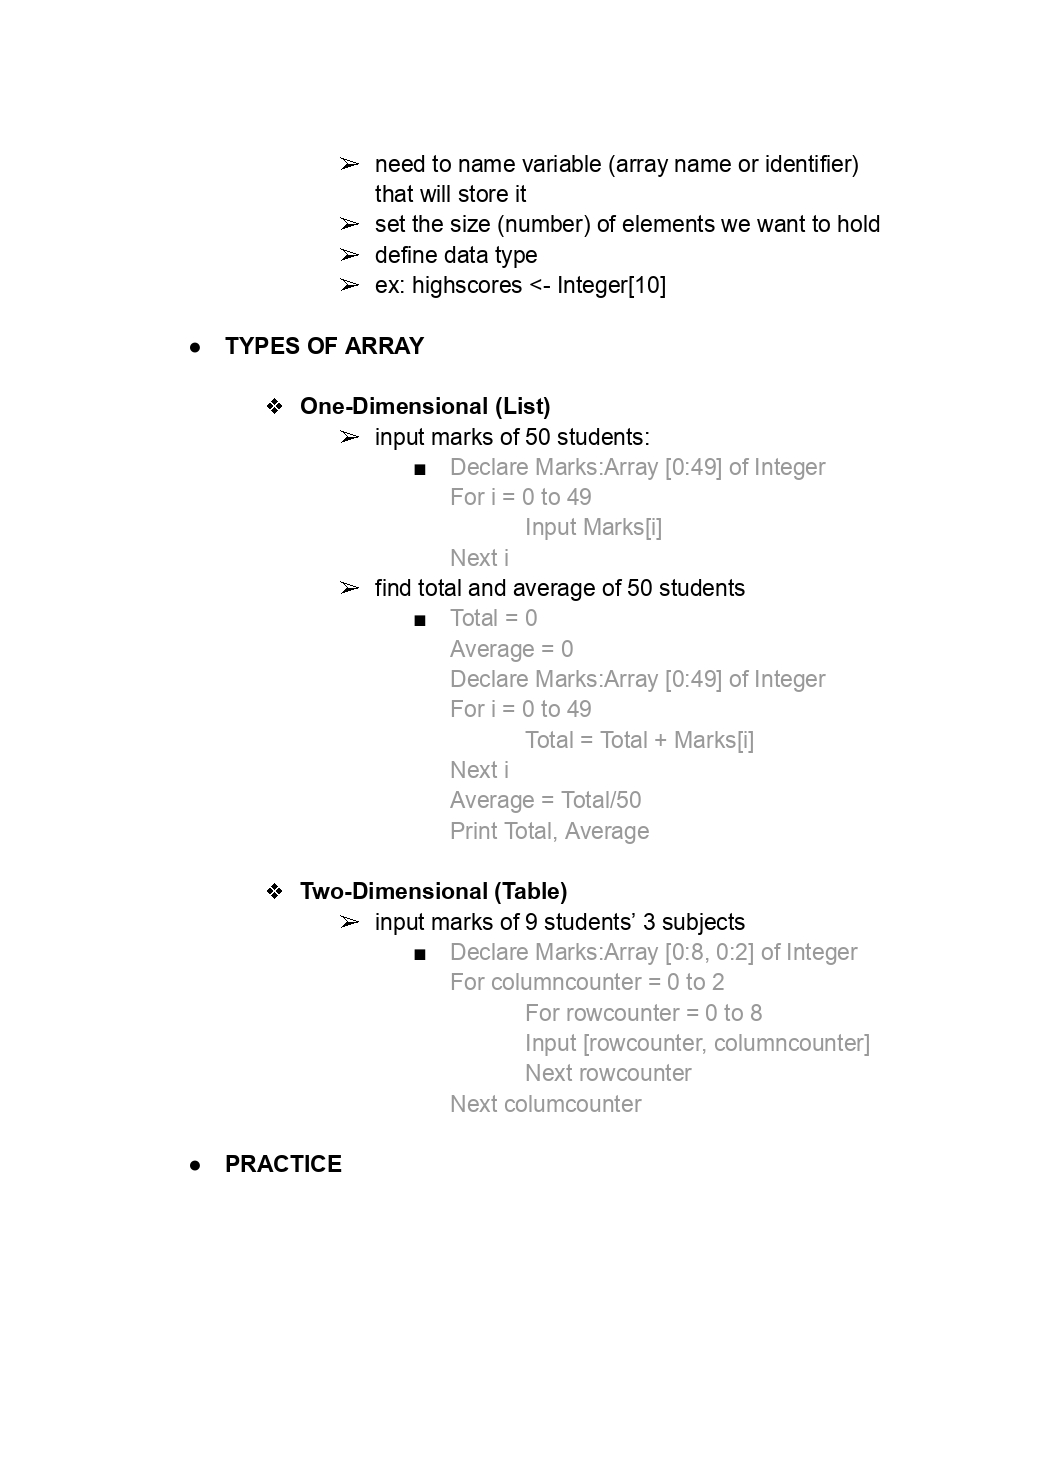 ➢ need to name variable (array name or identifier)
that will store it
➢ set the size (number) of elements we want to hold
➢ define data type
➢ ex: highscores <- Integer[10]
● TYPES OF ARRAY
❖ One-Dimensional (List)
➢ input marks of 50 students:
■ Declare Marks:Array [0:49] of Integer
For i = 0 to 49
Input Marks[i]
Next i
➢ find total and average of 50 students
■ Total = 0
Average = 0
Declare Marks:Array [0:49] of Integer
For i = 0 to 49
Total = Total + Marks[i]
Next i
Average = Total/50
Print Total, Average
❖ Two-Dimensional (Table)
➢ input marks of 9 students’ 3 subjects
■ Declare Marks:Array [0:8, 0:2] of Integer
For columncounter = 0 to 2
For rowcounter = 0 to 8
Input [rowcounter, columncounter]
Next rowcounter
Next columcounter
● PRACTICE